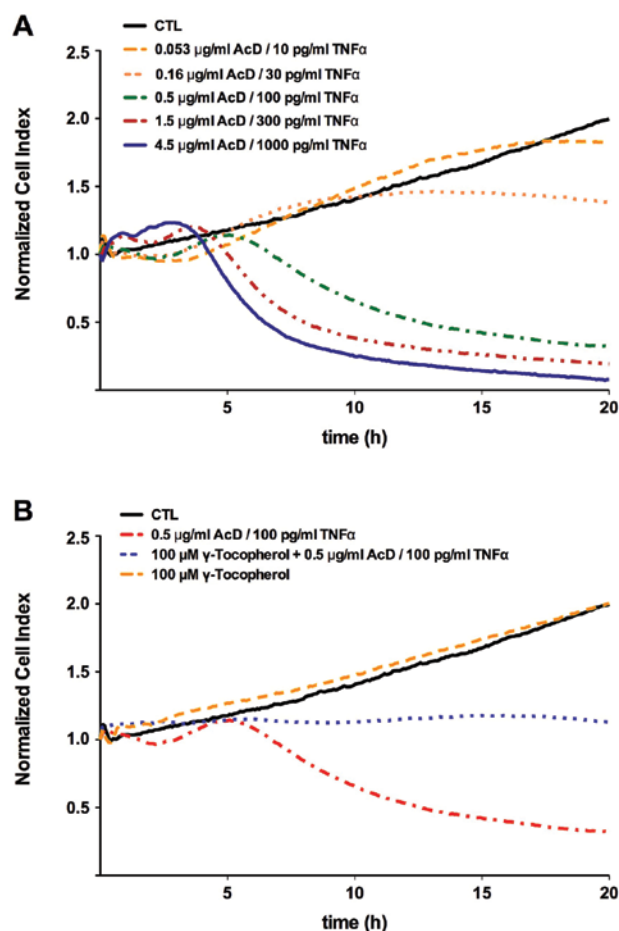 A
CTL
0.053 µg/ml AcD / 10 pg/ml TNFα
0.16 µg/ml AcD / 30 pg/ml TNFα
0.5 µg/ml AcD / 100 pg/ml TNFα
1.5 µg/ml AcD / 300 pg/ml TNFα
4.5 µg/ml AcD / 1000 pg/ml TNFα
Normalized Cell Index
2.5
2.0
1.5
1.0
0.5
5 10 15 20
time (h)
B
CTL
0.5 µg/ml AcD / 100 pg/ml TNFα
100 µM γ-Tocopherol + 0.5 µg/ml AcD / 100 pg/ml TNFα
100 µM γ-Tocopherol
Normalized Cell Index
2.5
2.0
1.5
1.0
0.5
5 10 15 20
time (h)